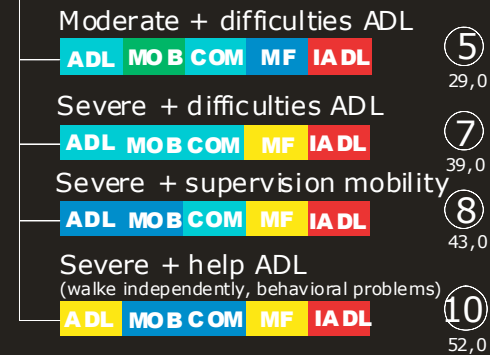 Moderate + difficulties ADL
ADL MOB COM MF IADL
5
29,0
Severe + difficulties ADL
ADL MOB COM MF IADL
7
39,0
Severe + supervision mobility
ADL MOB COM MF IADL
8
43,0
Severe + help ADL
(walke independently, behavioral problems)
ADL MOB COM MF IADL
10
52,0